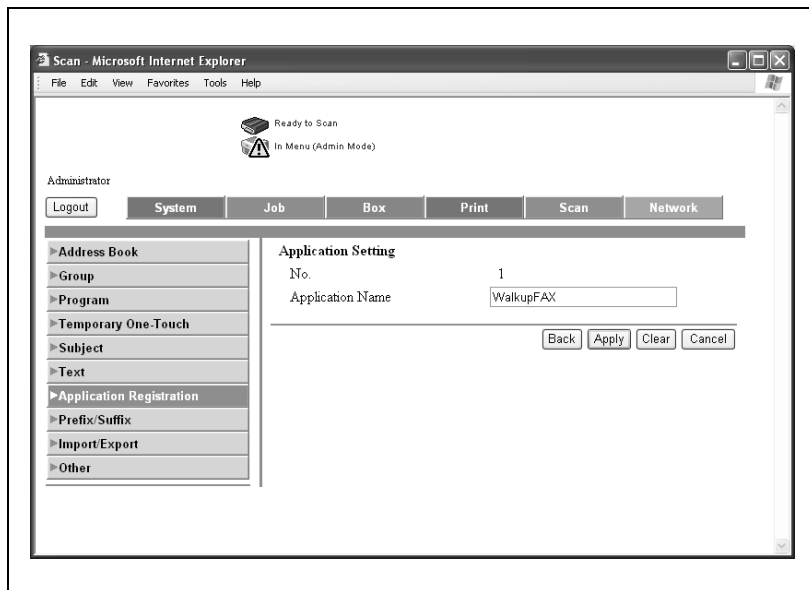 Scan - Microsoft Internet Explorer
File Edit View Favorites Tools Help
Ready to Scan
In Menu (Admin Mode)
Administrator
Logout System Job Box Print Scan Network
Address Book
Group
Program
Temporary One-Touch
Subject
Text
Application Registration
Prefix/Suffix
Import/Export
Other
Application Setting
No. 1
Application Name WalkupFAX
Back Apply Clear Cancel